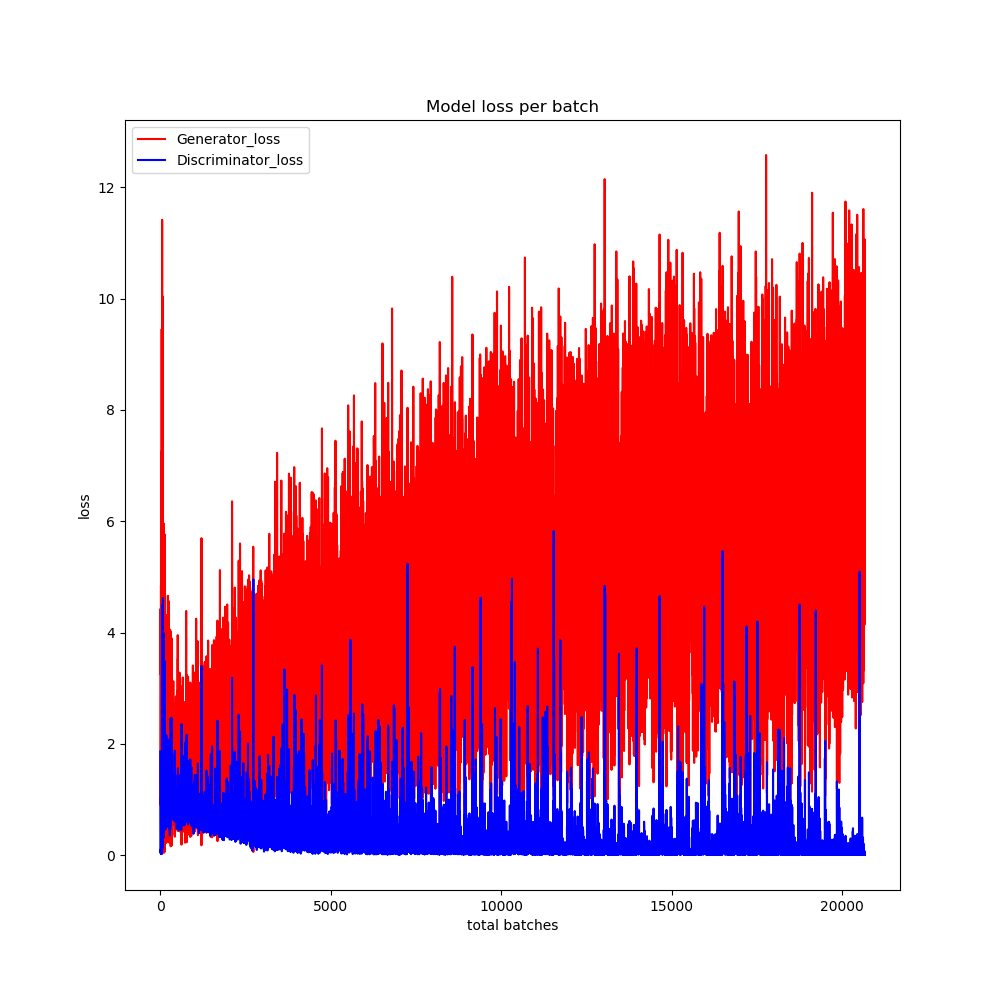 Model loss per batch
Generator_loss
Discriminator_loss
12
10
8
6
4
2
0
loss
0 5000 10000 15000 20000
total batches